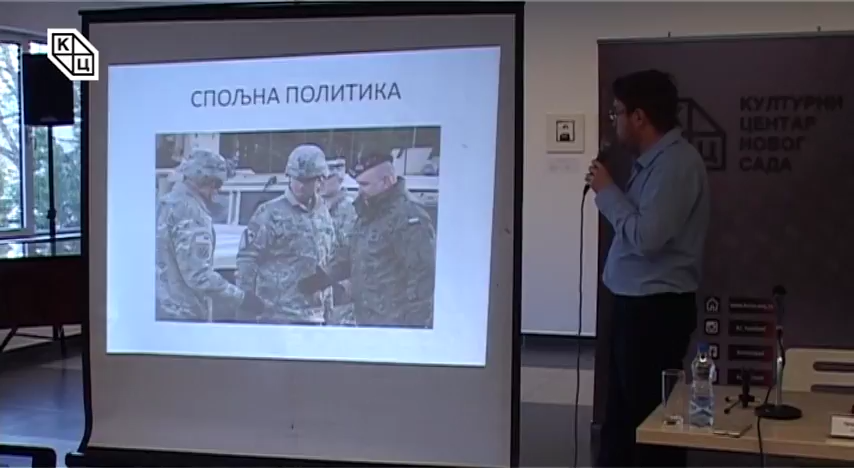 КЦ
СПОЉНА ПОЛИТИКА
Ц
КУЛТУРНИ
ЦЕНТАР
НОВОГ
САДА